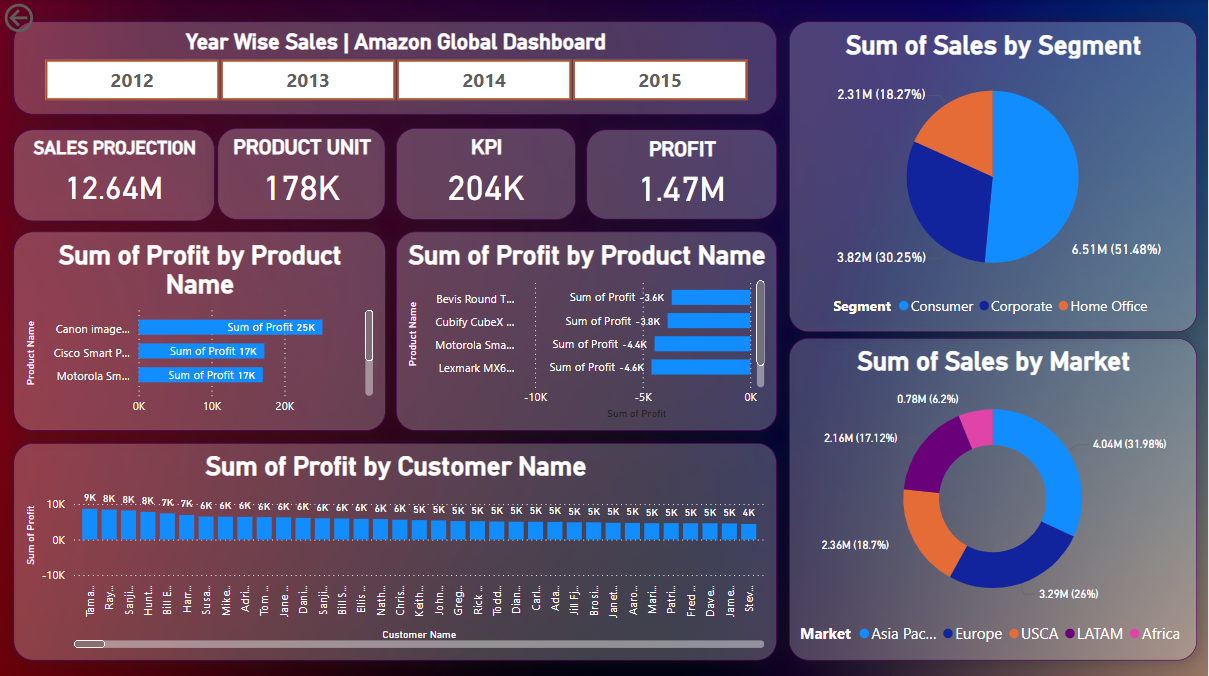 Year Wise Sales | Amazon Global Dashboard
2012
2013
2014
2015
SALES PROJECTION
12.64M
PRODUCT UNIT
178K
KPI
204K
PROFIT
1.47M
Sum of Profit by Product
Name
Product Name
Canon image...
Sum of Profit 25K
Cisco Smart P...
Sum of Profit 17K
Motorola Sm...
Sum of Profit 17K
0K
10K
20K
Sum of Profit by Product Name
Product Name
Bevis Round T...
Sum of Profit -3.6K
Cubify CubeX ...
Sum of Profit -3.8K
Motorola Sma...
Sum of Profit -4.4K
Lexmark MX6...
Sum of Profit -4.6K
-10K
-5K
0K
Sum of Profit
Sum of Profit by Customer Name
Sum of Profit
10K
0K
-10K
9K 8K 8K 8K 7K 7K 6K 6K 6K 6K 6K 6K 6K 6K 6K 6K 6K 5K 5K 5K 5K 5K 5K 5K 5K 5K 5K 5K 5K 5K 5K 5K 5K 5K 4K
Tama...
Ray...
Sanji...
Hunt...
Bill E...
Harr...
Susa...
Mike...
Adri...
Tom ...
Jane...
Dani...
Sanji...
Bill S...
Ellis...
Nath...
Chris...
Keith...
John...
Greg...
Rick ...
Todd...
Dian...
Carl...
Ada...
Jill Fj...
Brosi...
Janet...
Aaro...
Mari...
Patri...
Fred ...
Dave...
Jame...
Stev...
Customer Name
Sum of Sales by Segment
2.31M (18.27%)
3.82M (30.25%)
6.51M (51.48%)
Segment
Consumer
Corporate
Home Office
Sum of Sales by Market
0.78M (6.2%)
2.16M (17.12%)
4.04M (31.98%)
2.36M (18.7%)
3.29M (26%)
Market
Asia Pac...
Europe
USCA
LATAM
Africa